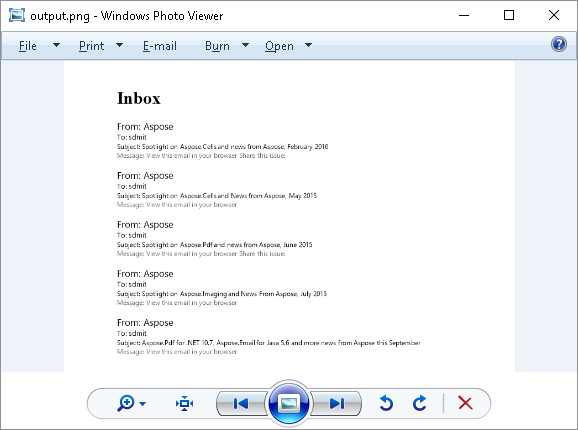 output.png - Windows Photo Viewer
File Print E-mail Burn Open
Inbox
From: Aspose
To: sdmit
Subject: Spotlight on Aspose.Cells and news from Aspose, February 2016
Message: View this email in your browser Share this issue:
From: Aspose
To: sdmit
Subject: Spotlight on Aspose.Cells and News from Aspose, May 2015
Message: View this email in your browser
From: Aspose
To: sdmit
Subject: Spotlight on Aspose.Pdf and news from Aspose, June 2015
Message: View this email in your browser Share this issue:
From: Aspose
To: sdmit
Subject: Spotlight on Aspose.Imaging and News From Aspose, July 2015
Message: View this email in your browser
From: Aspose
To: sdmit
Subject: Aspose.Pdf for .NET 10.7, Aspose.Email for Java 5.6 and more news from Aspose this September
Message: View this email in your browser